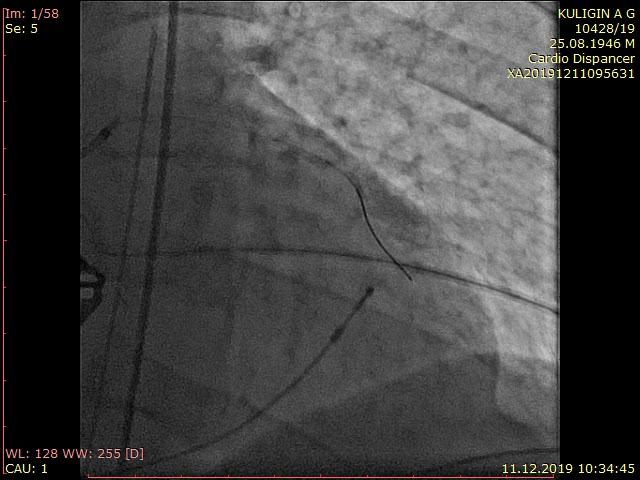 Im: 1/58
Se: 5
KULIGIN A G
10428/19
25.08.1946 M
Cardio Dispancer
XA20191211095631
WL: 128 WW: 255 [D]
CAU: 1
11.12.2019 10:34:45